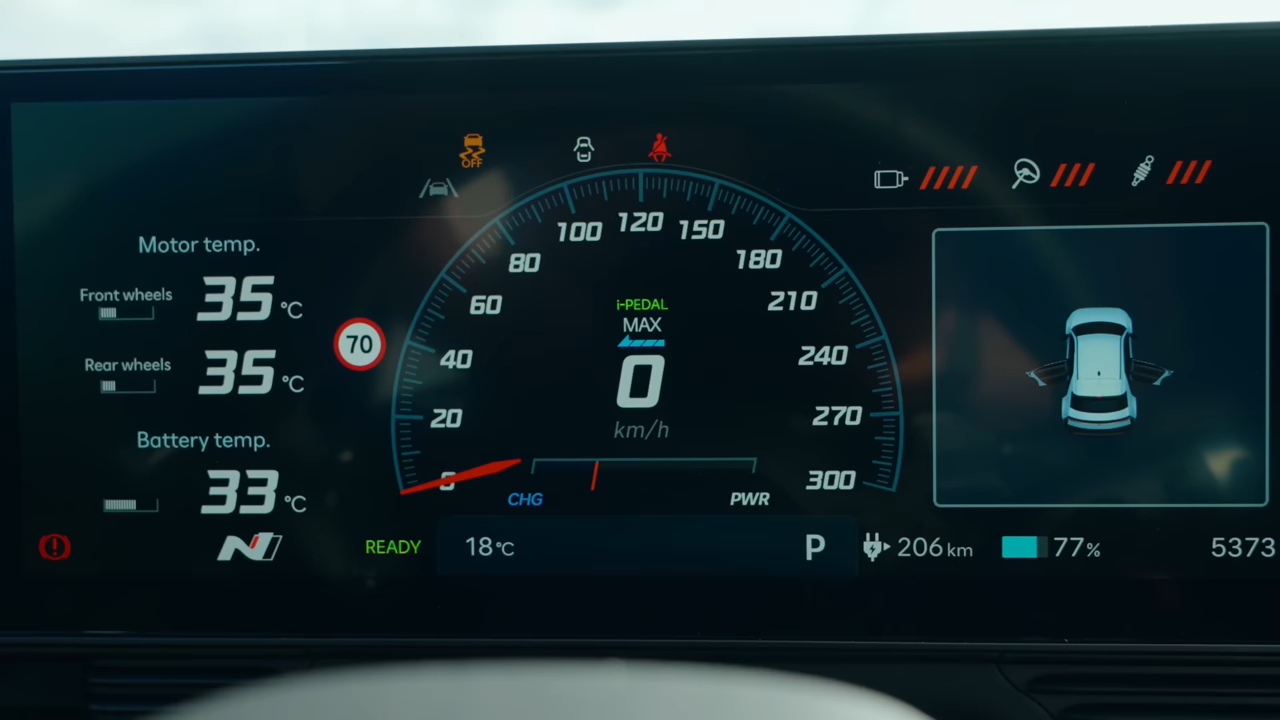 OFF
100 120 150
80 180
60 210
40 240
20 270
0 300
Motor temp.
Front wheels 35 °C
Rear wheels 35 °C
Battery temp.
33 °C
70
i-PEDAL
MAX
0
km/h
CHG PWR
N READY 18°C P 206 km 77% 5373